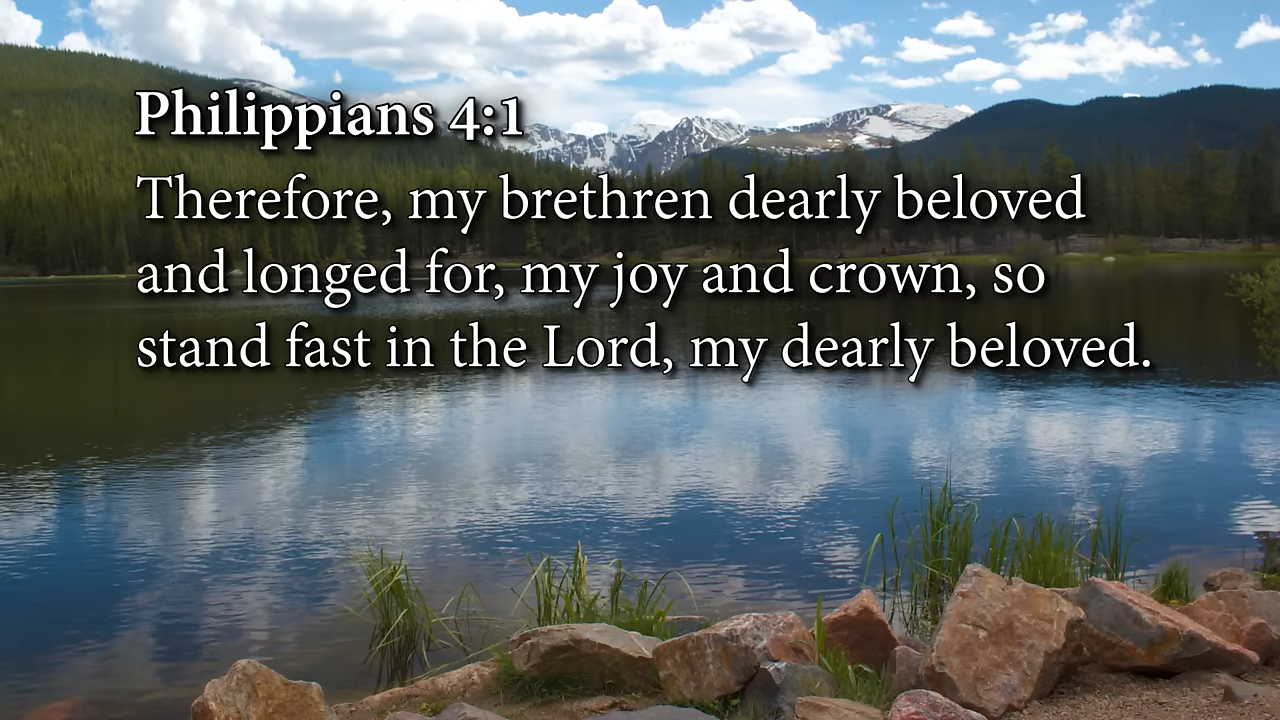 Philippians 4:1
Therefore, my brethren dearly beloved
and longed for, my joy and crown, so
stand fast in the Lord, my dearly beloved.